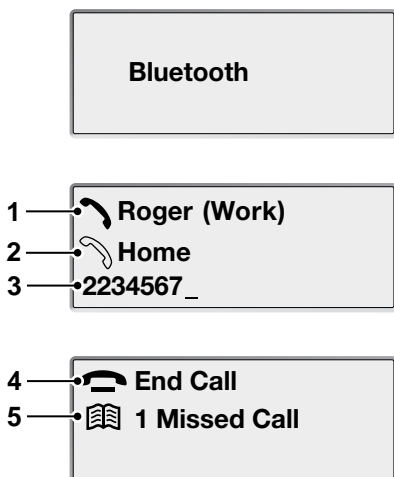 Bluetooth
1 Roger (Work)
2 Home
3 2234567_
4 End Call
5 1 Missed Call